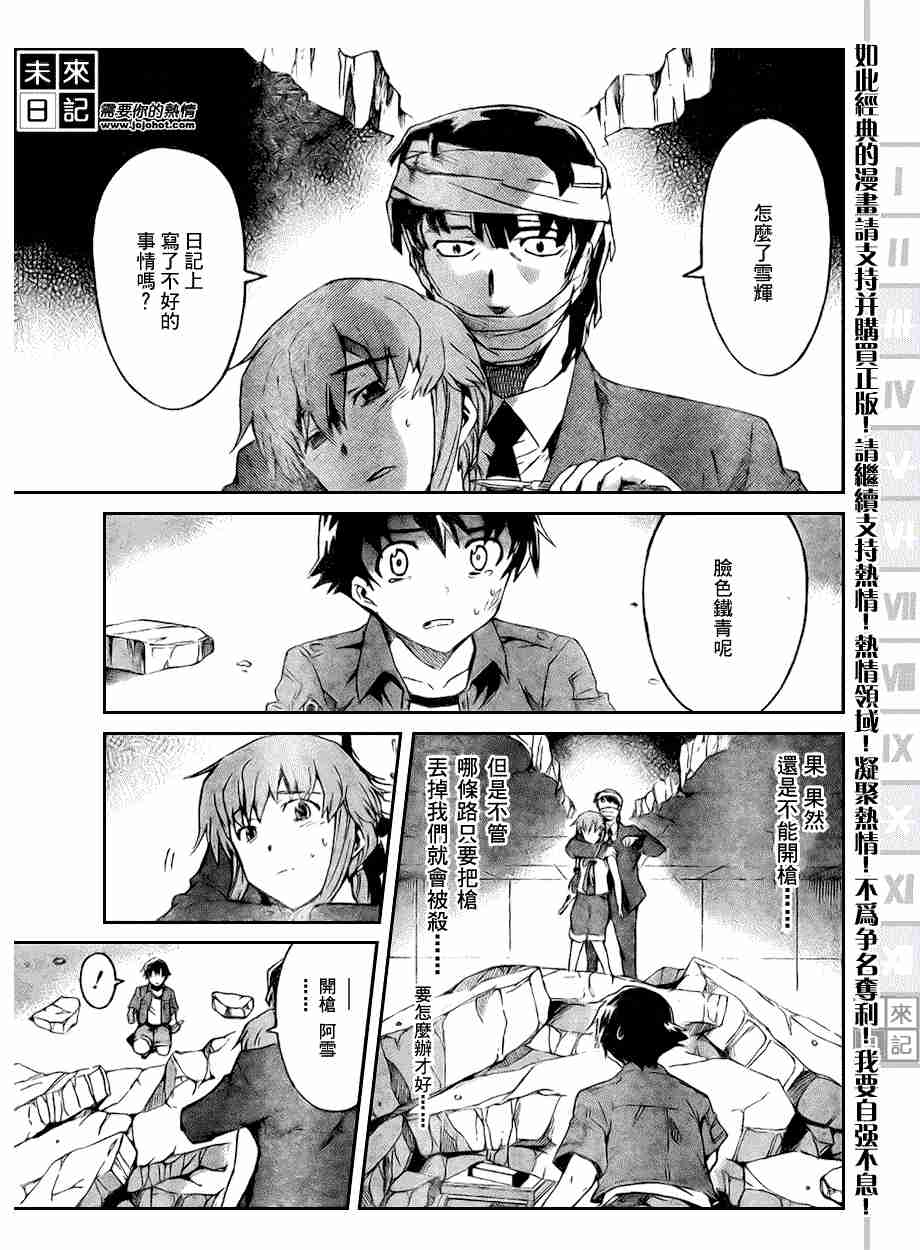 未來
日記
需要你的熱情
www.jojohot.com
怎麼了雪輝
日記上
寫了不好的
事情嗎？
臉色鐵青呢
果 果然
還是不能開槍……
但是不管
哪條路只要把槍
丟掉我們就會被殺……
要怎麼辦才好……
——
開槍 阿雪
……
！
如此經典的漫畫請支持并購買正版！請繼續支持熱情！熱情領域！凝聚熱情！不爲争名奪利！我要自强不息！
I
II
III
IV
V
VI
VII
VIII
IX
X
XI
來
記